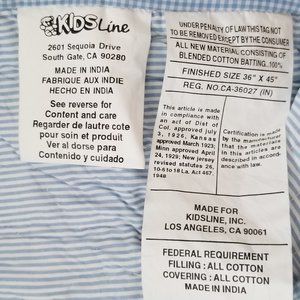 KIDS Line
2601 Sequoia Drive
South Gate, CA 90280
MADE IN INDIA
FABRIQUE AUX INDIE
HECHO EN INDIA
See reverse for
Content and care
Regarder de lautre cote
pour soin et produit
Ver al dorse para
Contenido y cuidado
UNDER PENALTY OF LAW THIS TAG NOT
TO BE REMOVED EXCEPT BY THE CONSUMER
ALL NEW MATERIAL CONSISTING OF
BLENDED COTTON BATTING. 100%
FINISHED SIZE 36" X 45"
REG. NO.CA-36027 (IN)
This article is made
in compliance with
an act of Dist of
Col, approved july
3, 1926, Kansas
approved March 1923;
Minn approved April
24, 1929; New jersey
revised statutes 26,
10-6 to 18 La. Act 467,
1948
Certification is made
by the manufacturer
that the materials
in this article are
described in accord-
ance with law.
MADE FOR
KIDSLINE, INC.
LOS ANGELES, CA 90061
FEDERAL REQUIREMENT
FILLING : ALL COTTON
COVERING : ALL COTTON
MADE IN INDIA